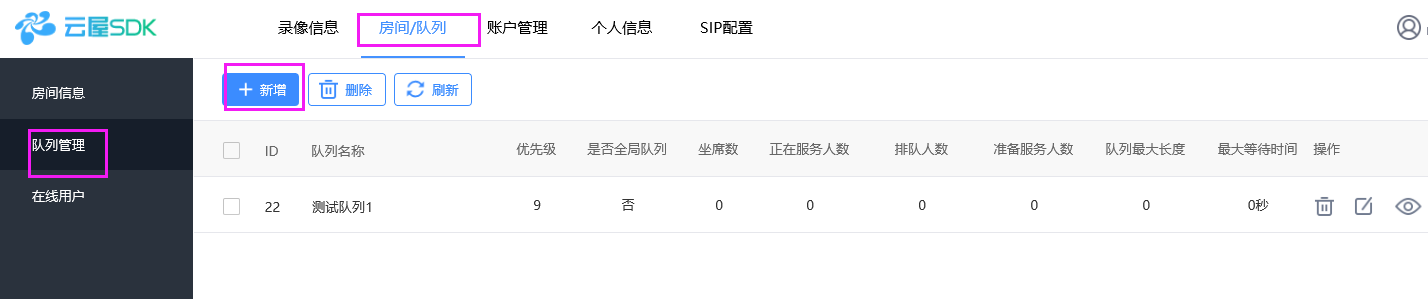 云屋SDK
录像信息 房间/队列 账户管理 个人信息 SIP配置
房间信息
队列管理
在线用户
新增 删除 刷新
ID 队列名称 优先级 是否全局队列 坐席数 正在服务人数 排队人数 准备服务人数 队列最大长度 最大等待时间 操作
22 测试队列1 9 否 0 0 0 0 0 0秒